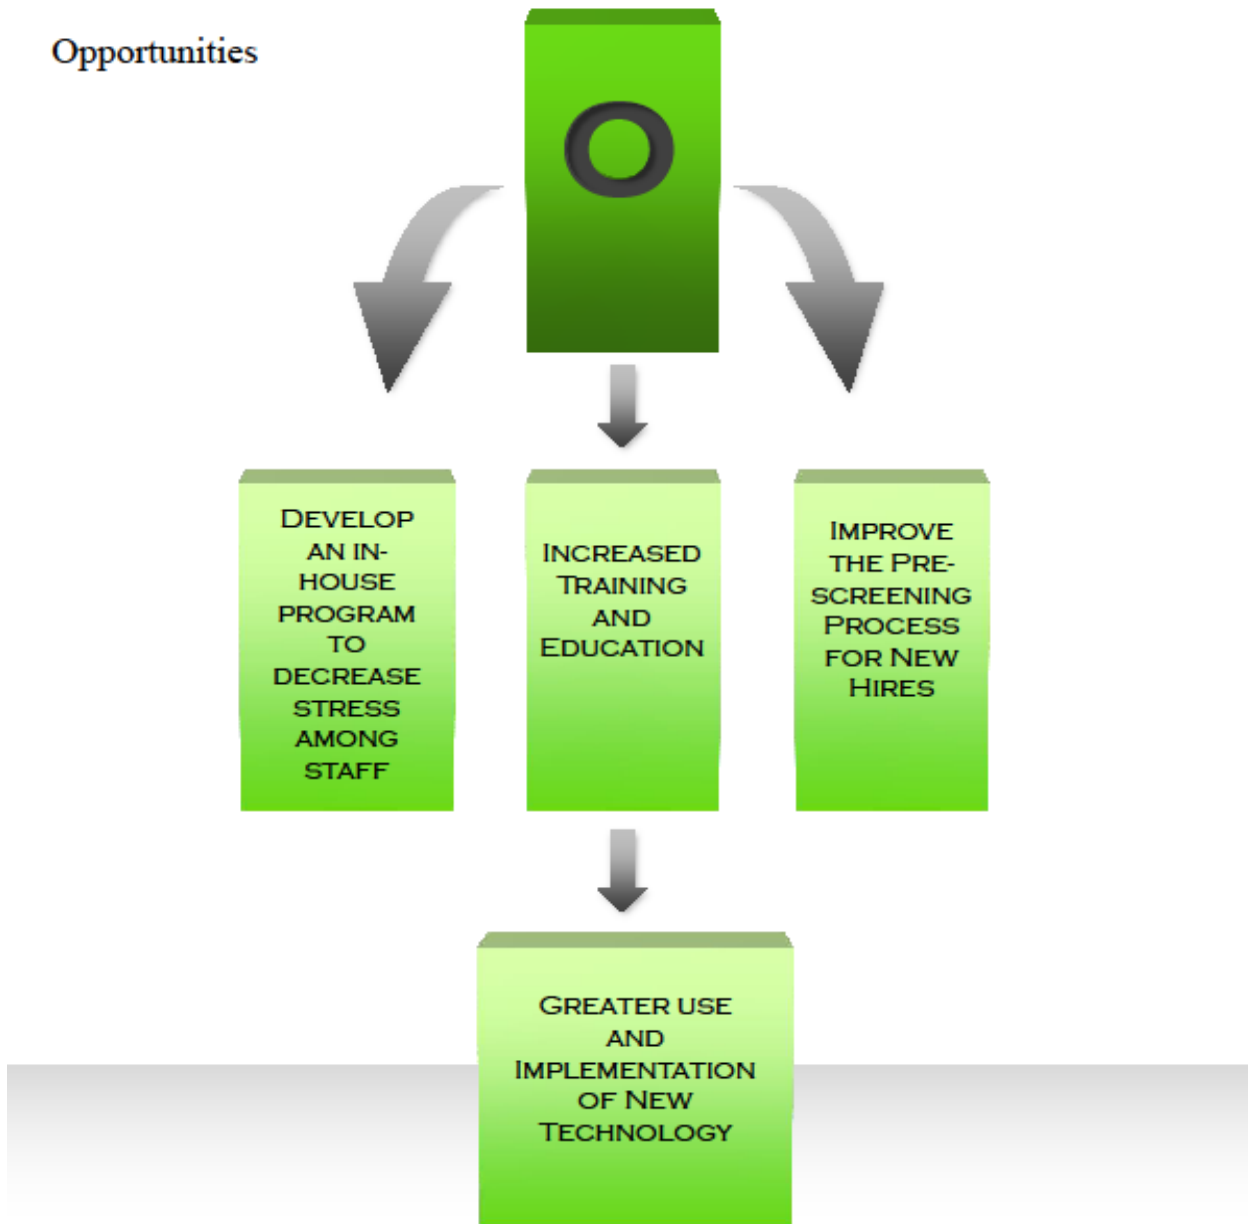 Opportunities
O
Develop
an in-
house
program
to
decrease
stress
among
staff
Increased
Training
and
Education
Improve
the Pre-
screening
Process
for New
Hires
Greater use
and
Implementation
of New
Technology